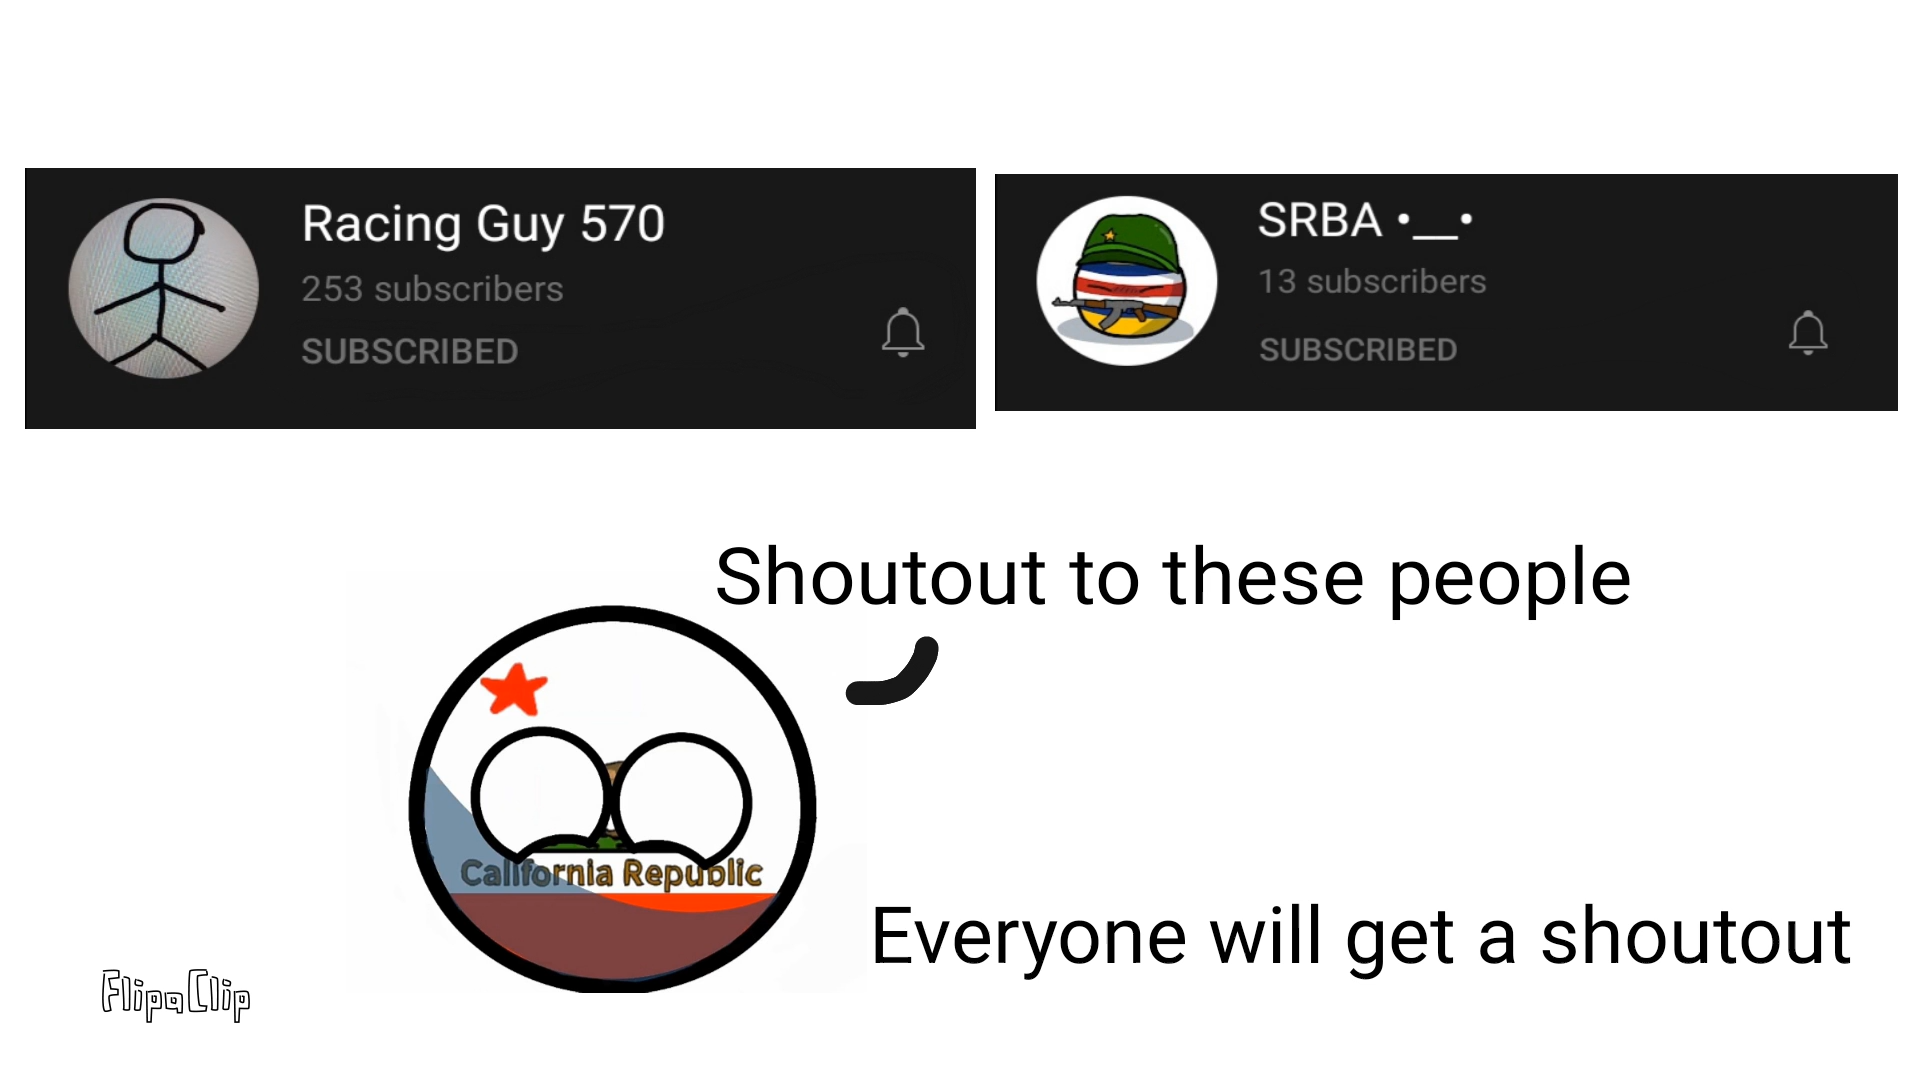 Racing Guy 570
253 subscribers
SUBSCRIBED
SRBA •__•
13 subscribers
SUBSCRIBED
Shoutout to these people
California Republic
Everyone will get a shoutout
FlipaClip